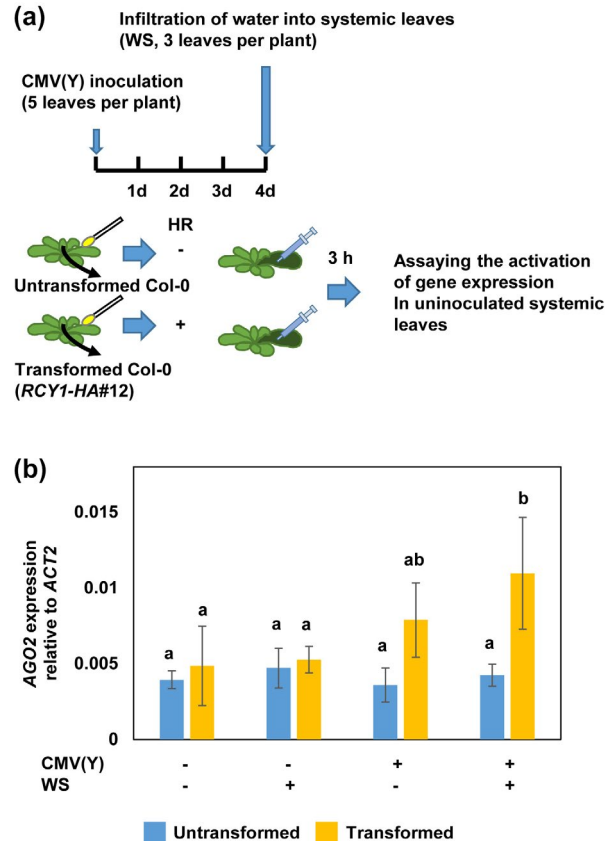 (a)
Infiltration of water into systemic leaves
(WS, 3 leaves per plant)
CMV(Y) inoculation
(5 leaves per plant)
1d 2d 3d 4d
HR
-
3 h
Assaying the activation
of gene expression
In uninoculated systemic
leaves
Untransformed Col-0
+
Transformed Col-0
(RCY1-HA#12)
(b)
AGO2 expression
relative to ACT2
0.015
0.01
0.005
0
a a a a a ab a b
CMV(Y) - - + +
WS - + - +
Untransformed Transformed